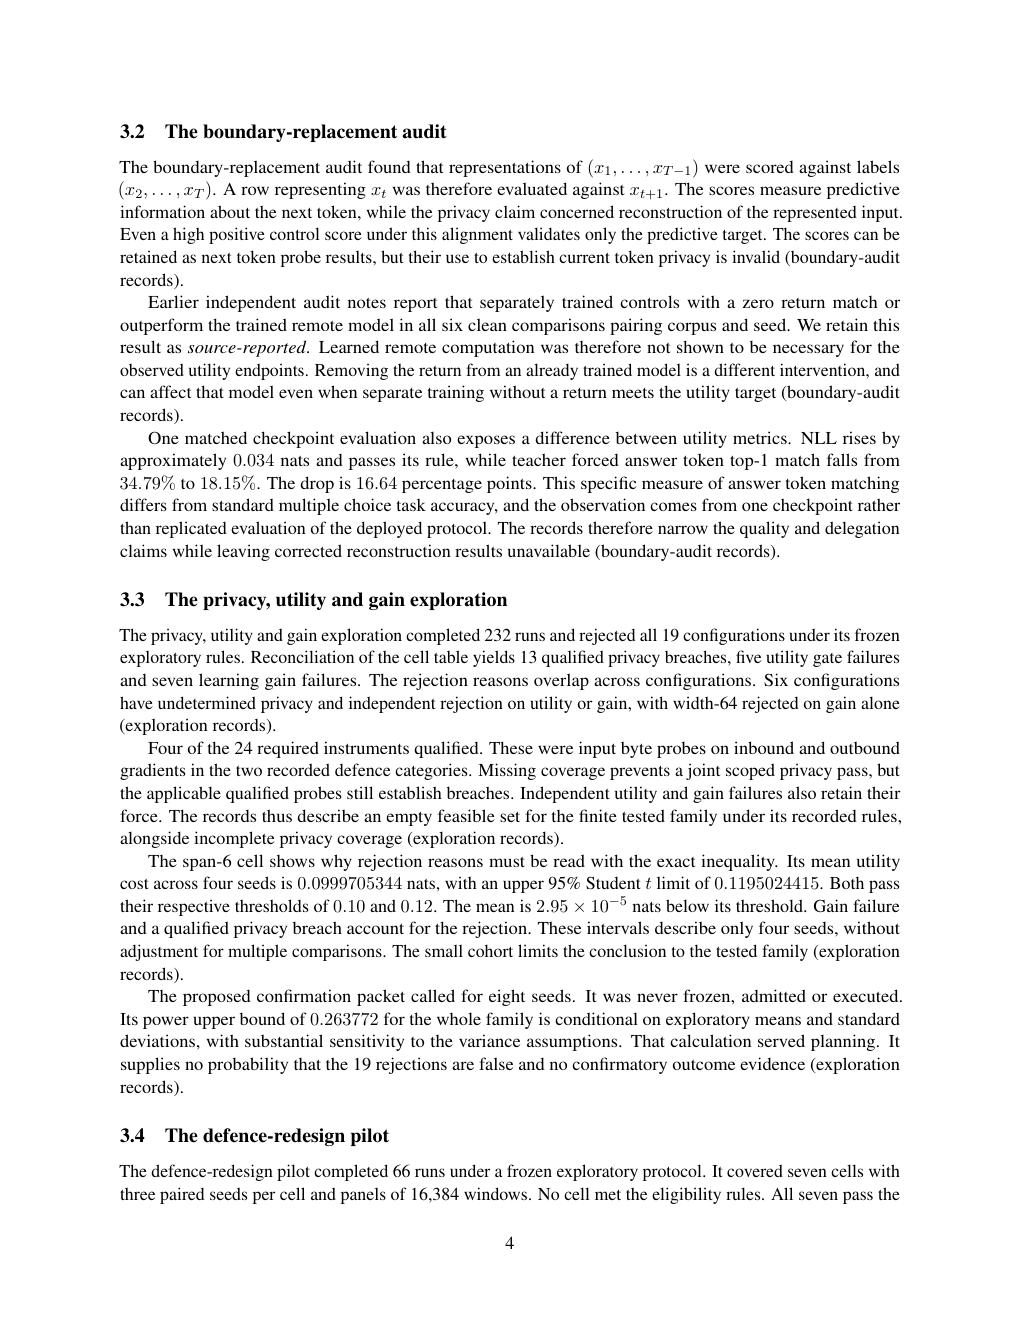 3.2 The boundary-replacement audit
The boundary-replacement audit found that representations of (x₁, . . . , x_{T−1}) were scored against labels
(x₂, . . . , x_T). A row representing x_t was therefore evaluated against x_{t+1}. The scores measure predictive
information about the next token, while the privacy claim concerned reconstruction of the represented input.
Even a high positive control score under this alignment validates only the predictive target. The scores can be
retained as next token probe results, but their use to establish current token privacy is invalid (boundary-audit
records).
Earlier independent audit notes report that separately trained controls with a zero return match or
outperform the trained remote model in all six clean comparisons pairing corpus and seed. We retain this
result as source-reported. Learned remote computation was therefore not shown to be necessary for the
observed utility endpoints. Removing the return from an already trained model is a different intervention, and
can affect that model even when separate training without a return meets the utility target (boundary-audit
records).
One matched checkpoint evaluation also exposes a difference between utility metrics. NLL rises by
approximately 0.034 nats and passes its rule, while teacher forced answer token top-1 match falls from
34.79% to 18.15%. The drop is 16.64 percentage points. This specific measure of answer token matching
differs from standard multiple choice task accuracy, and the observation comes from one checkpoint rather
than replicated evaluation of the deployed protocol. The records therefore narrow the quality and delegation
claims while leaving corrected reconstruction results unavailable (boundary-audit records).
3.3 The privacy, utility and gain exploration
The privacy, utility and gain exploration completed 232 runs and rejected all 19 configurations under its frozen
exploratory rules. Reconciliation of the cell table yields 13 qualified privacy breaches, five utility gate failures
and seven learning gain failures. The rejection reasons overlap across configurations. Six configurations
have undetermined privacy and independent rejection on utility or gain, with width-64 rejected on gain alone
(exploration records).
Four of the 24 required instruments qualified. These were input byte probes on inbound and outbound
gradients in the two recorded defence categories. Missing coverage prevents a joint scoped privacy pass, but
the applicable qualified probes still establish breaches. Independent utility and gain failures also retain their
force. The records thus describe an empty feasible set for the finite tested family under its recorded rules,
alongside incomplete privacy coverage (exploration records).
The span-6 cell shows why rejection reasons must be read with the exact inequality. Its mean utility
cost across four seeds is 0.0999705344 nats, with an upper 95% Student t limit of 0.1195024415. Both pass
their respective thresholds of 0.10 and 0.12. The mean is 2.95 × 10⁻⁵ nats below its threshold. Gain failure
and a qualified privacy breach account for the rejection. These intervals describe only four seeds, without
adjustment for multiple comparisons. The small cohort limits the conclusion to the tested family (exploration
records).
The proposed confirmation packet called for eight seeds. It was never frozen, admitted or executed.
Its power upper bound of 0.263772 for the whole family is conditional on exploratory means and standard
deviations, with substantial sensitivity to the variance assumptions. That calculation served planning. It
supplies no probability that the 19 rejections are false and no confirmatory outcome evidence (exploration
records).
3.4 The defence-redesign pilot
The defence-redesign pilot completed 66 runs under a frozen exploratory protocol. It covered seven cells with
three paired seeds per cell and panels of 16,384 windows. No cell met the eligibility rules. All seven pass the
4